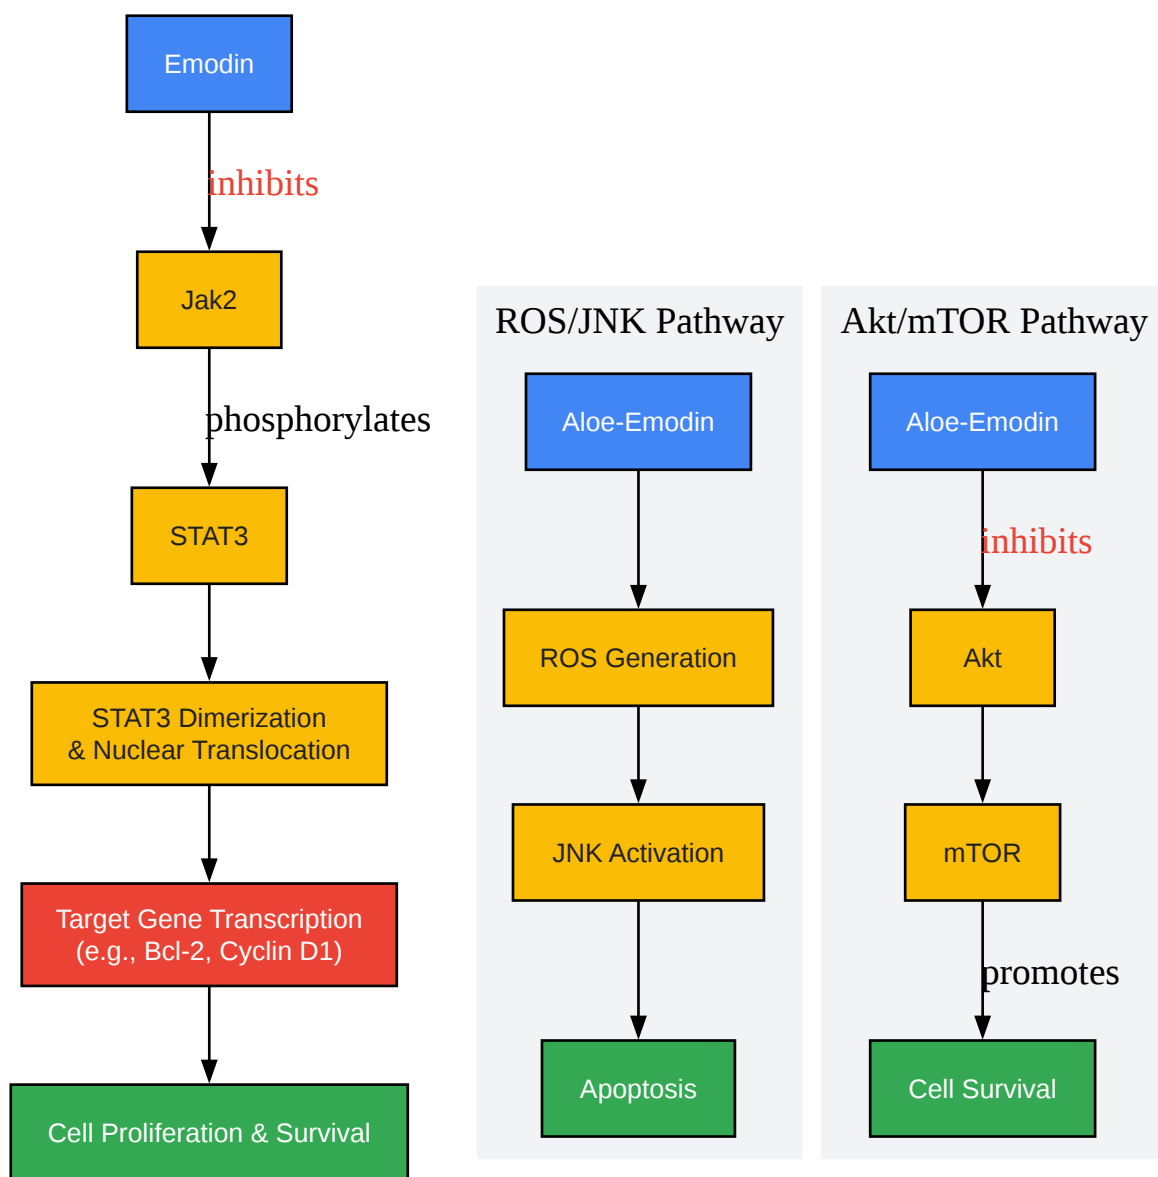 Emodin
inhibits
Jak2
phosphorylates
STAT3
STAT3 Dimerization
& Nuclear Translocation
Target Gene Transcription
(e.g., Bcl-2, Cyclin D1)
Cell Proliferation & Survival
ROS/JNK Pathway
Aloe-Emodin
ROS Generation
JNK Activation
Apoptosis
Akt/mTOR Pathway
Aloe-Emodin
inhibits
Akt
mTOR
promotes
Cell Survival